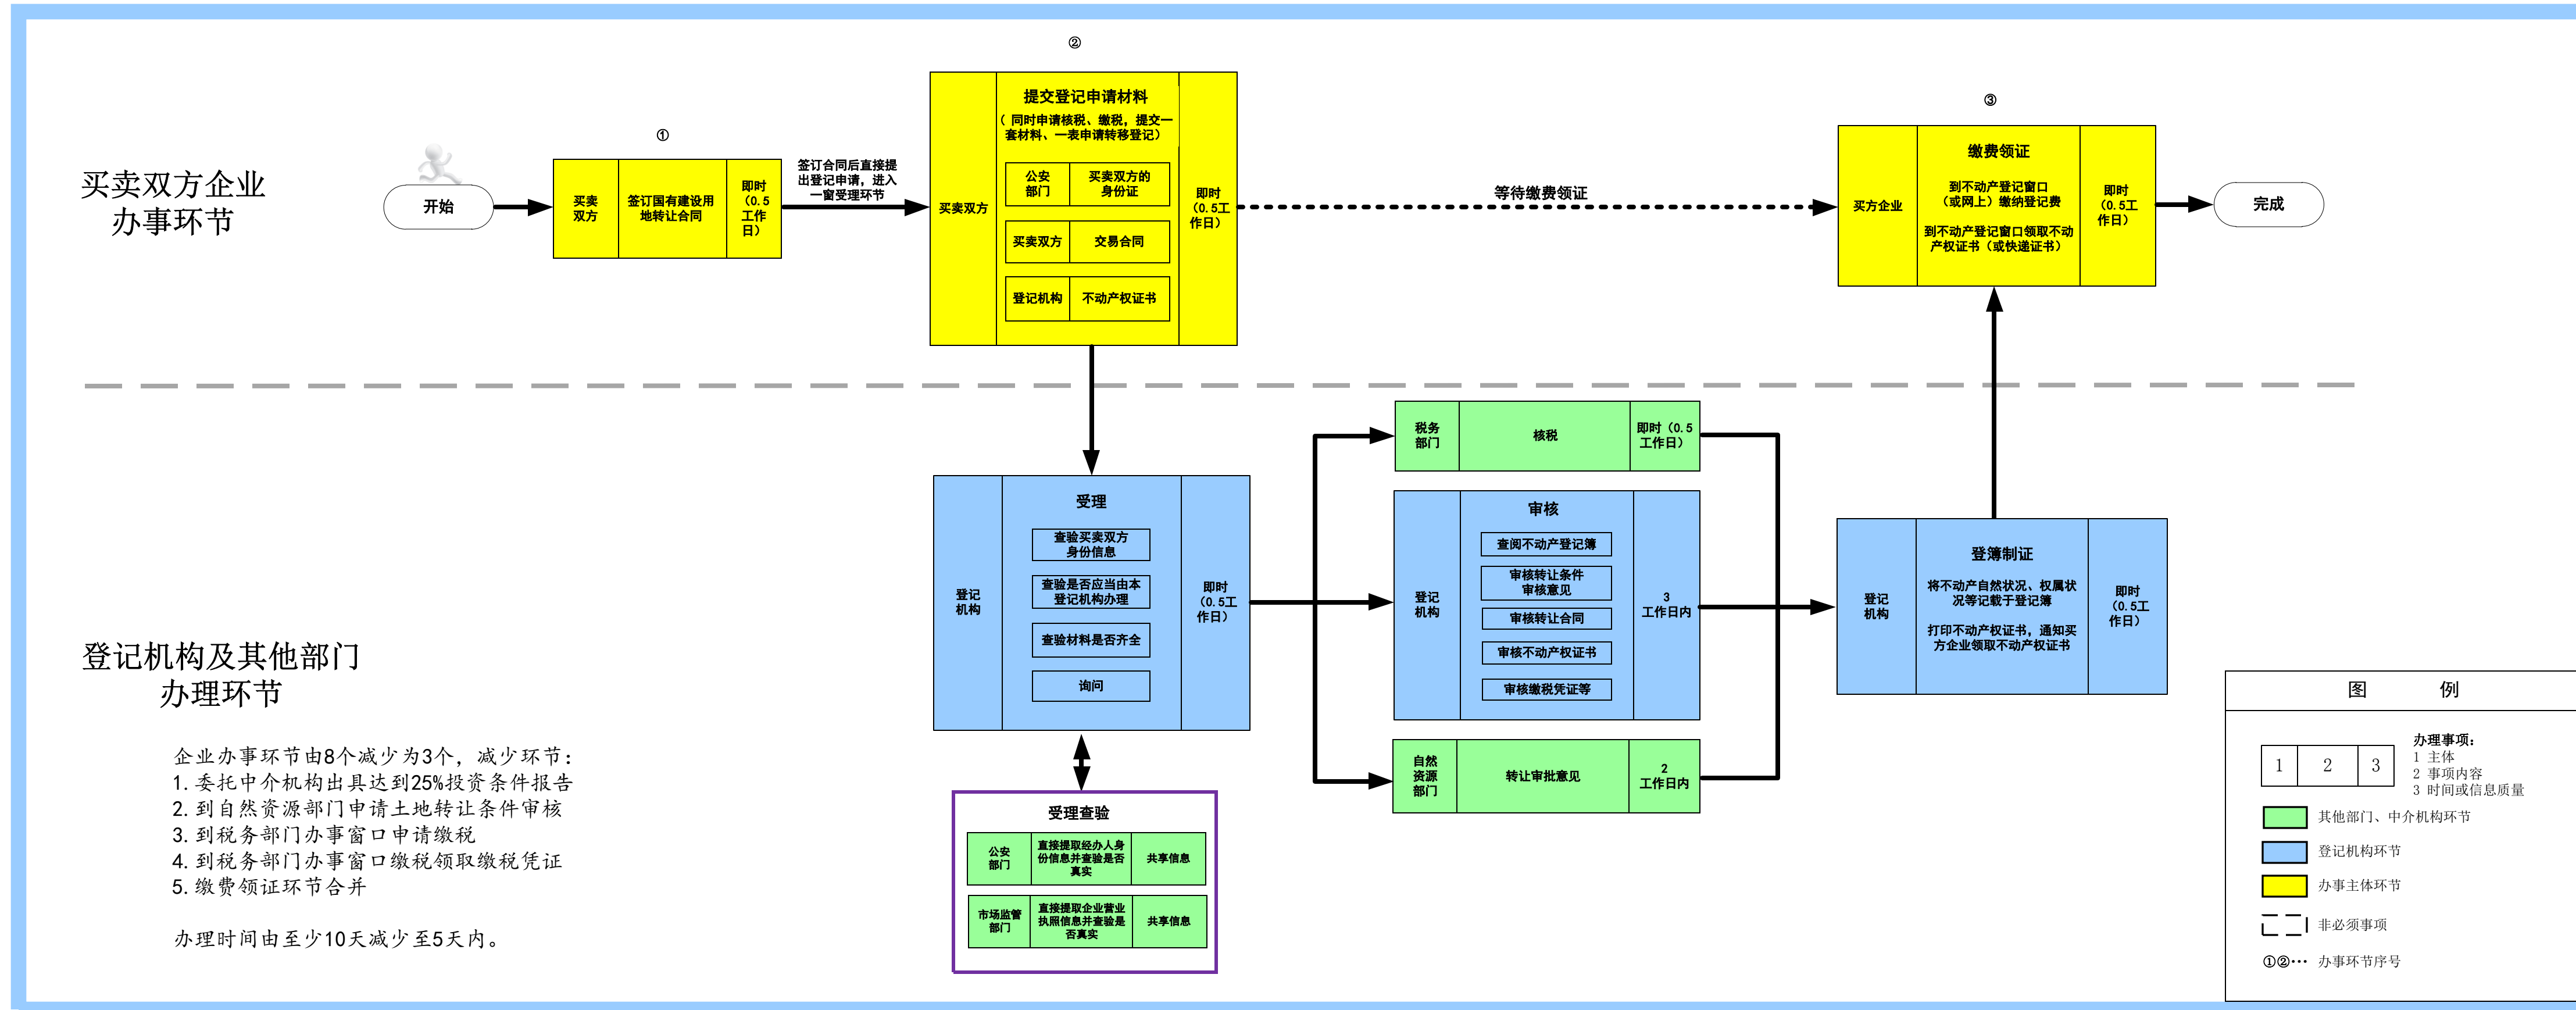 ②
①
③
买卖双方企业
办事环节
开始
买卖
双方
签订国有建设用
地转让合同
即时
（0.5
工作
日）
签订合同后直接提
出登记申请，进入
一窗受理环节
买卖双方
提交登记申请材料
（ 同时申请核税、缴税，提交一
套材料、一表申请转移登记）
公安
部门
买卖双方的
身份证
买卖双方
交易合同
登记机构
不动产权证书
即时
（0.5工
作日）
等待缴费领证
买方企业
缴费领证
到不动产登记窗口
（或网上）缴纳登记费
到不动产登记窗口领取不动
产权证书（或快递证书）
即时
（0.5工
作日）
完成
登记机构及其他部门
办理环节
登记
机构
受理
查验买卖双方
身份信息
查验是否应当由本
登记机构办理
查验材料是否齐全
询问
即时
（0.5工
作日）
受理查验
公安
部门
直接提取经办人身
份信息并查验是否
真实
共享信息
市场监管
部门
直接提取企业营业
执照信息并查验是
否真实
共享信息
税务
部门
核税
即时（0.5
工作日）
登记
机构
审核
查阅不动产登记簿
审核转让条件
审核意见
审核转让合同
审核不动产权证书
审核缴税凭证等
3
工作日内
自然
资源
部门
转让审批意见
2
工作日内
登记
机构
登簿制证
将不动产自然状况、权属状
况等记载于登记簿
打印不动产权证书，通知买
方企业领取不动产权证书
即时
（0.5工
作日）
企业办事环节由8个减少为3个，减少环节：
1.委托中介机构出具达到25%投资条件报告
2.到自然资源部门申请土地转让条件审核
3.到税务部门办事窗口申请缴税
4.到税务部门办事窗口缴税领取缴税凭证
5.缴费领证环节合并
办理时间由至少10天减少至5天内。
图 例
1 2 3
办理事项：
1 主体
2 事项内容
3 时间或信息质量
其他部门、中介机构环节
登记机构环节
办事主体环节
非必须事项
①②… 办事环节序号